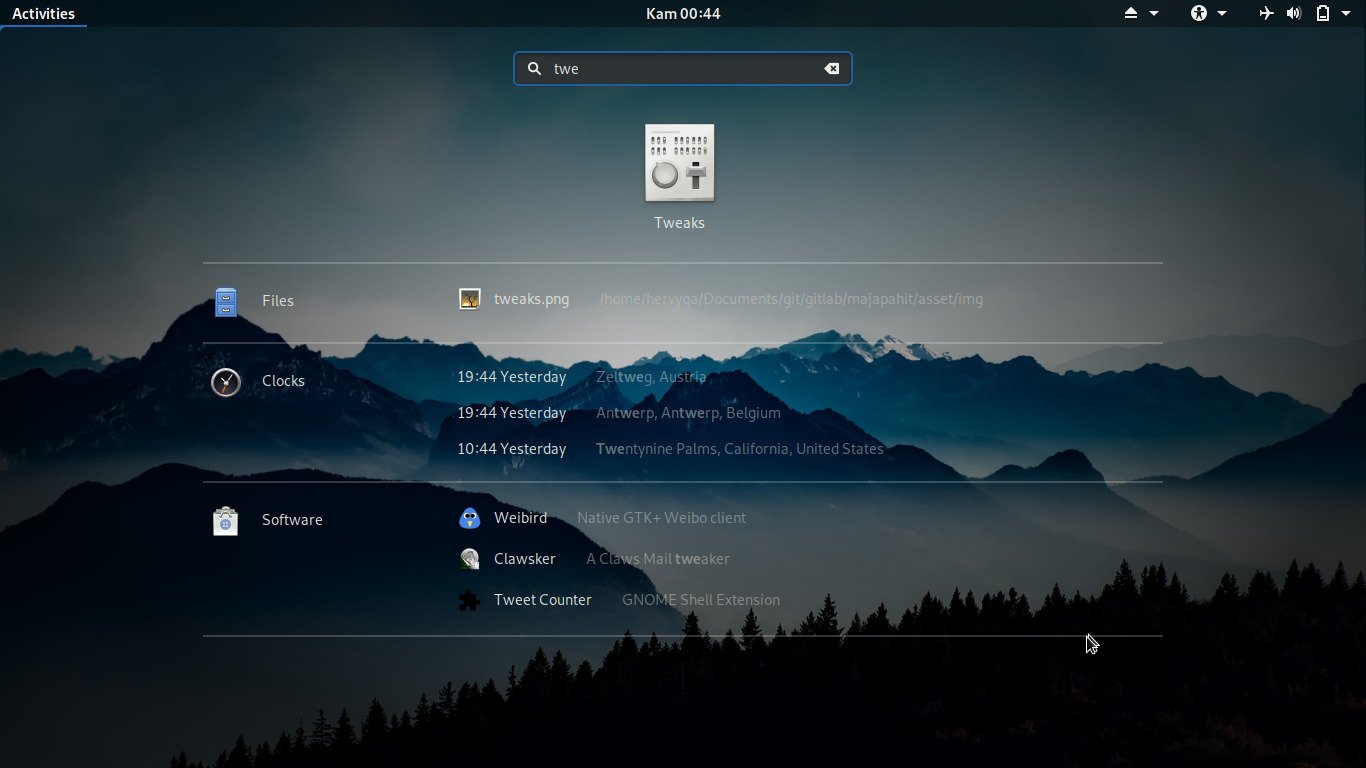 Activities
Kam 00:44
twe
Tweaks
Files
tweaks.png /home/hervyqa/Documents/git/gitlab/majapahit/asset/img
Clocks
19:44 Yesterday Zeltweg, Austria
19:44 Yesterday Antwerp, Antwerp, Belgium
10:44 Yesterday Twentynine Palms, California, United States
Software
Weibird Native GTK+ Weibo client
Clawsker A Claws Mail tweaker
Tweet Counter GNOME Shell Extension